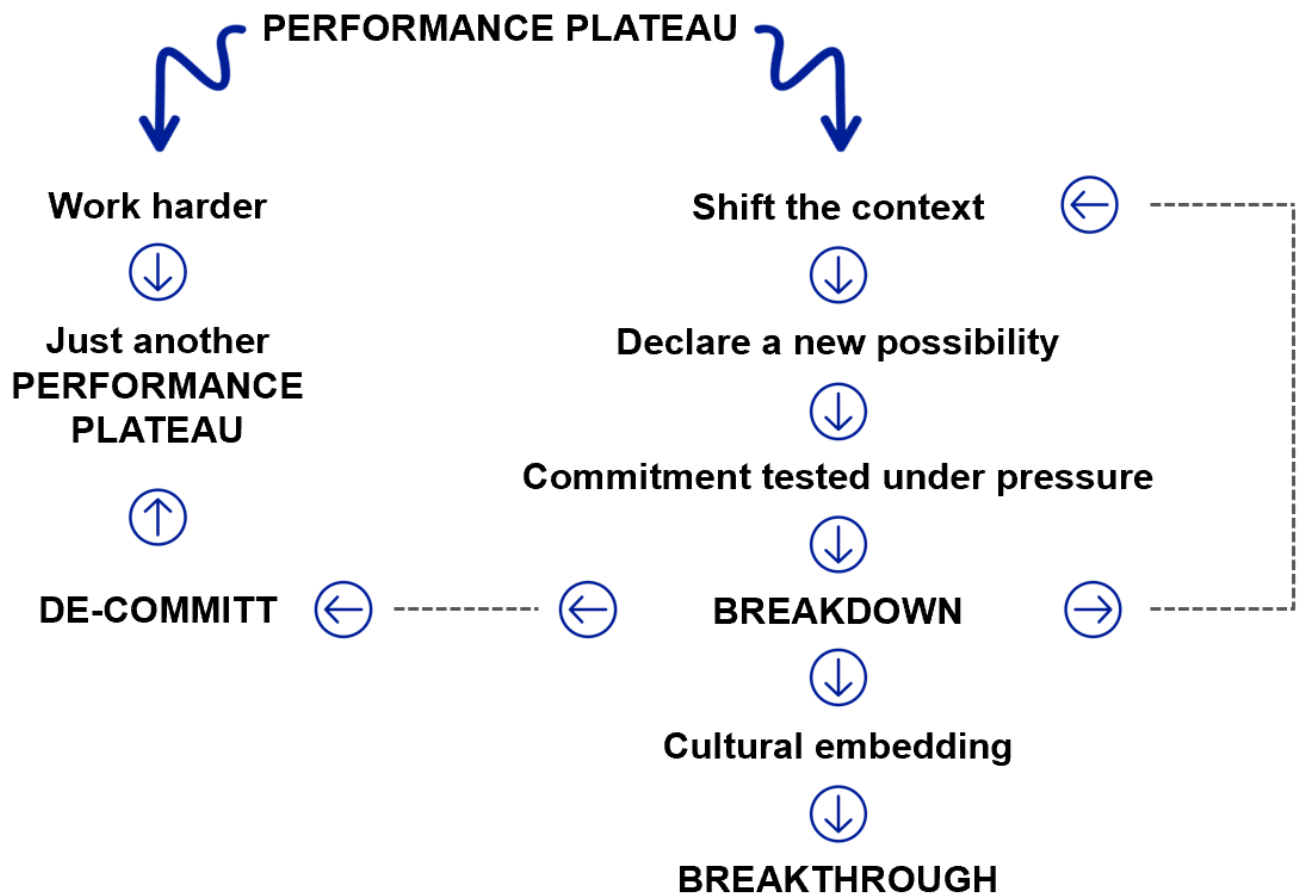 PERFORMANCE PLATEAU
Work harder
Shift the context
Just another
PERFORMANCE
PLATEAU
Declare a new possibility
Commitment tested under pressure
DE-COMMITT
BREAKDOWN
Cultural embedding
BREAKTHROUGH